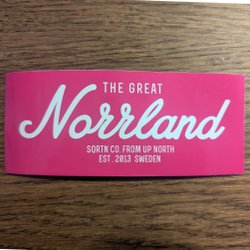 THE GREAT
Norrland
SQRTN CO. FROM UP NORTH
EST. 2013 SWEDEN